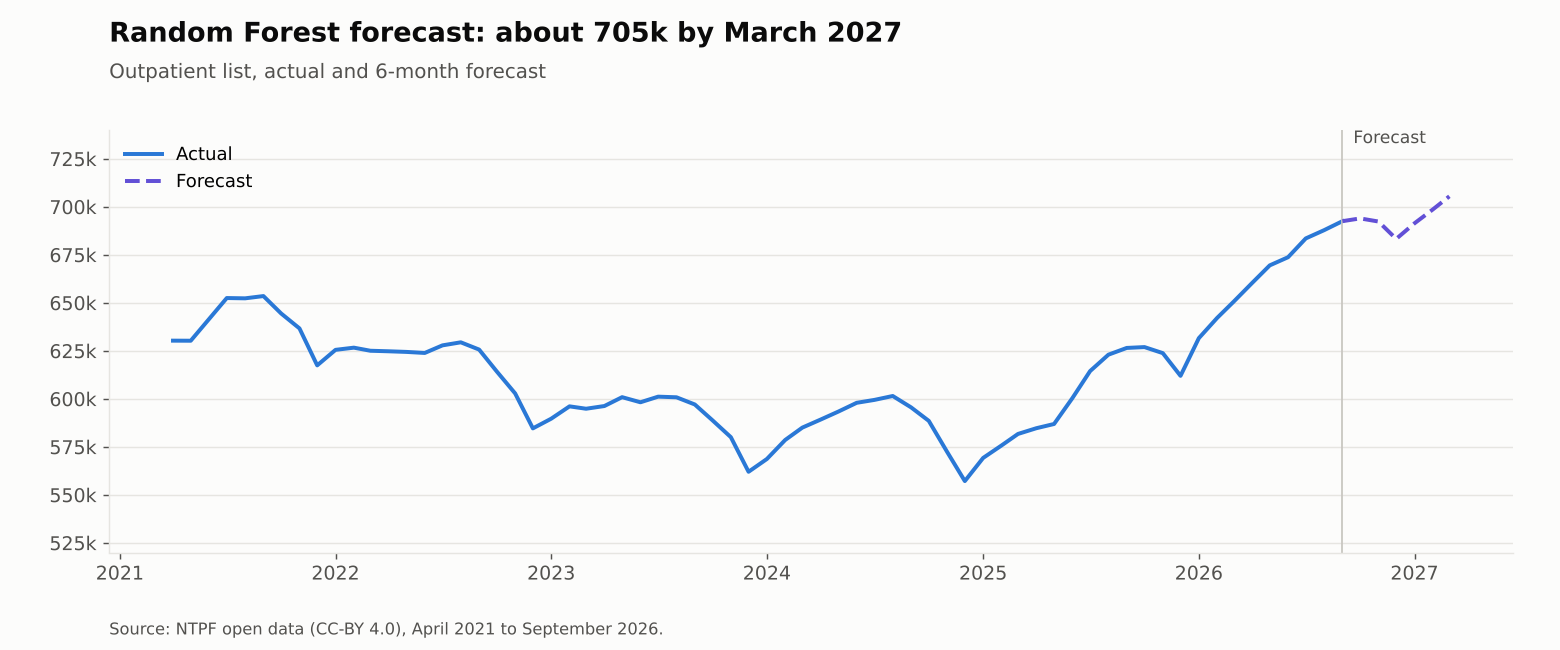 Random Forest forecast: about 705k by March 2027
Outpatient list, actual and 6-month forecast
Forecast
Actual
Forecast
725k
700k
675k
650k
625k
600k
575k
550k
525k
2021 2022 2023 2024 2025 2026 2027
Source: NTPF open data (CC-BY 4.0), April 2021 to September 2026.